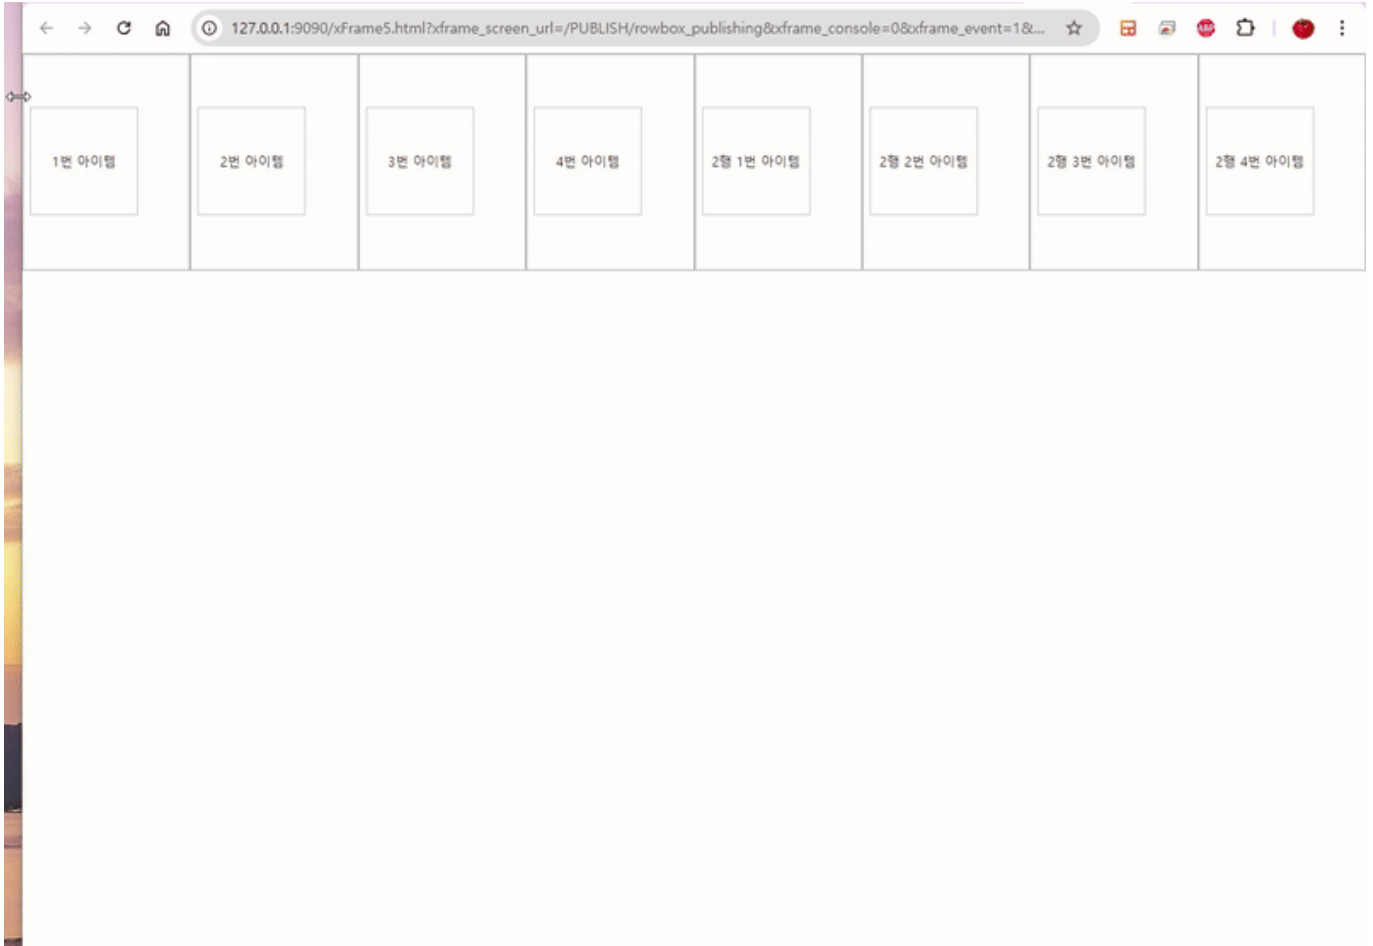 127.0.0.1:9090/xFrame5.html?xframe_screen_url=/PUBLISH/rowbox_publishing&xframe_console=0&xframe_event=1&...
ABP
1번 아이템
2번 아이템
3번 아이템
4번 아이템
2행 1번 아이템
2행 2번 아이템
2행 3번 아이템
2행 4번 아이템